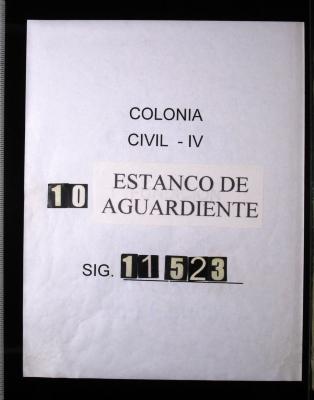 COLONIA
CIVIL - IV
10 ESTANCO DE
AGUARDIENTE
SIG. 11523